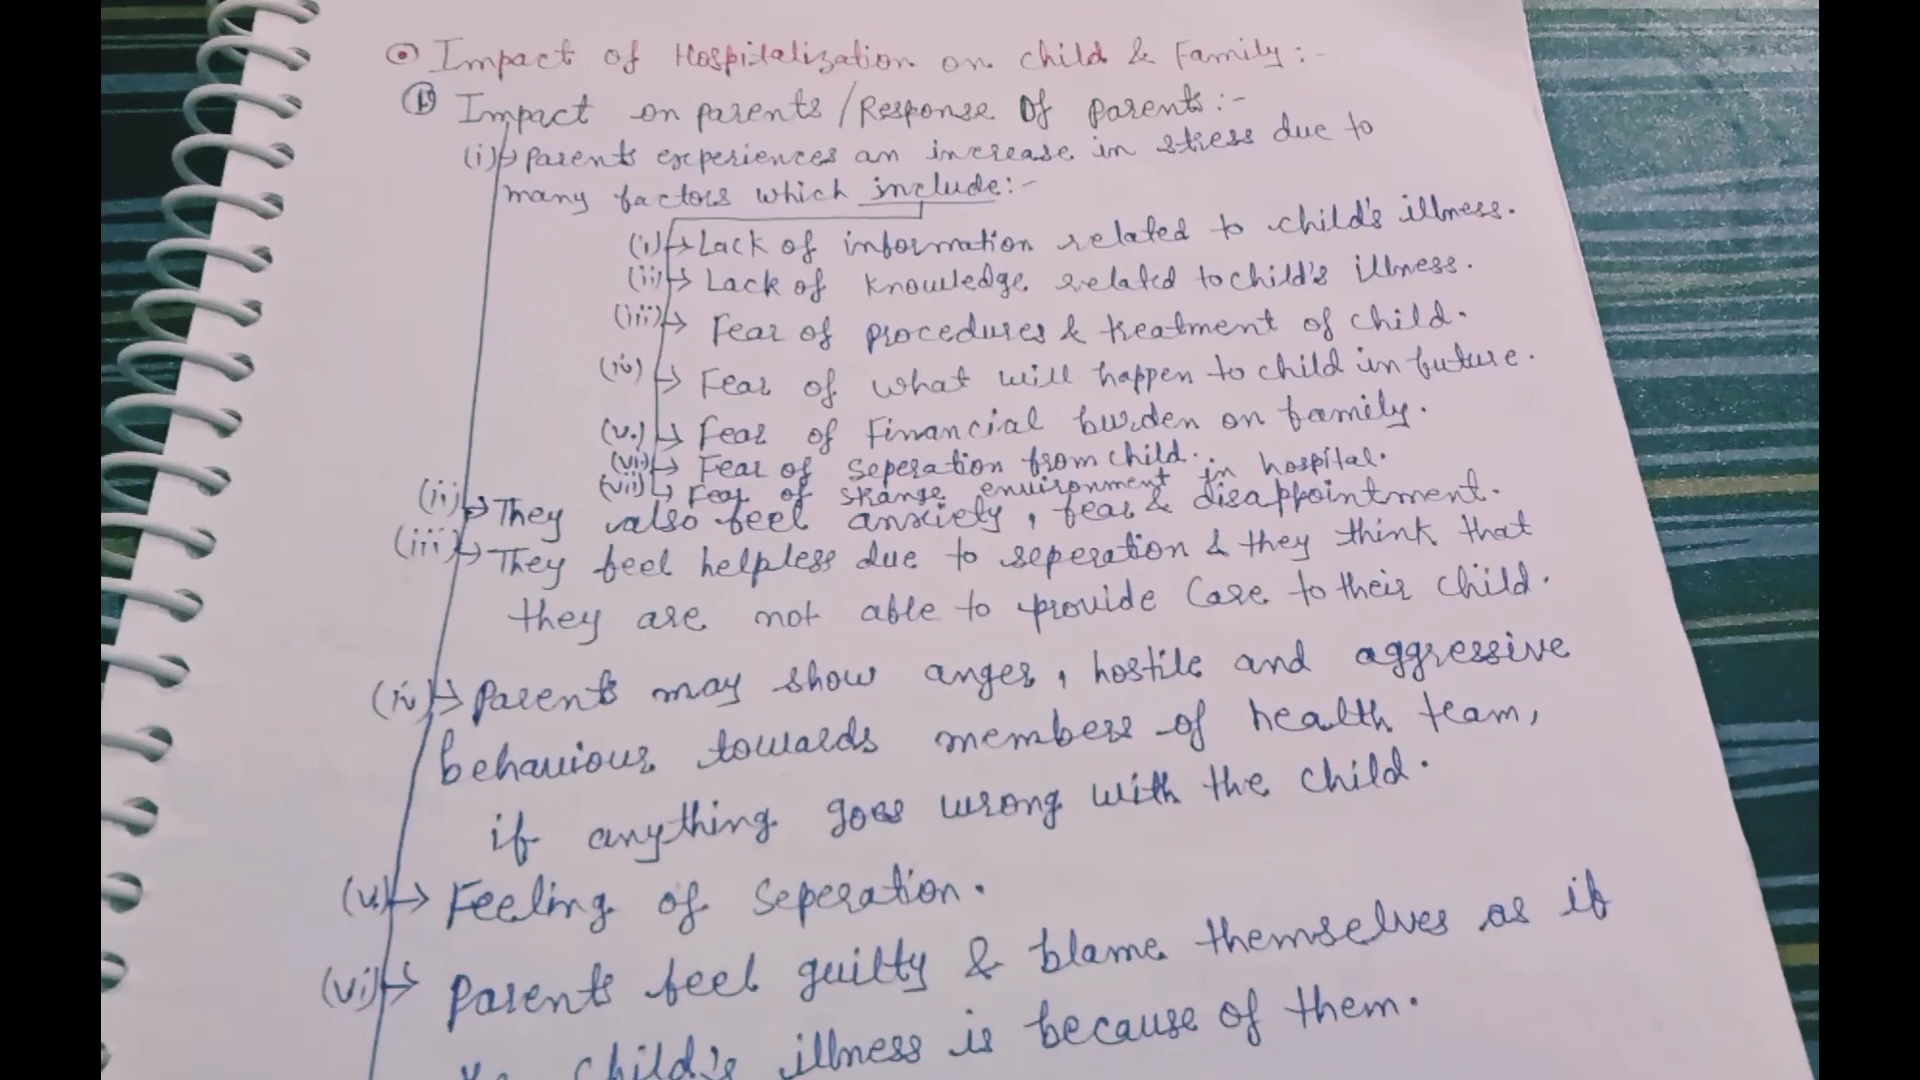 Impact of Hospitalization on child & Family :-
(1) Impact on parents / Response Of parents :-
(i) → parents experiences an increase in stress due to
many factors which include :-
(i) → Lack of information related to child's illness.
(ii) → Lack of knowledge related to child's illness.
(iii) → Fear of procedures & treatment of child.
(iv) → Fear of what will happen to child in future.
(v.) → Fear of Financial burden on family.
(vi) → Fear of seperation from child.
(vii) → Fear of strange environment in hospital.
(ii) → They also feel anxiety, fear & disappointment.
(iii) → They feel helpless due to seperation & they think that
they are not able to provide Care to their child.
(iv) → Parents may show anger, hostile and aggressive
behaviour towards members of health team,
if anything goes wrong with the child.
(v) → Feeling of Seperation.
(vi) → Parents feel guilty & blame themselves as if
child's illness is because of them.